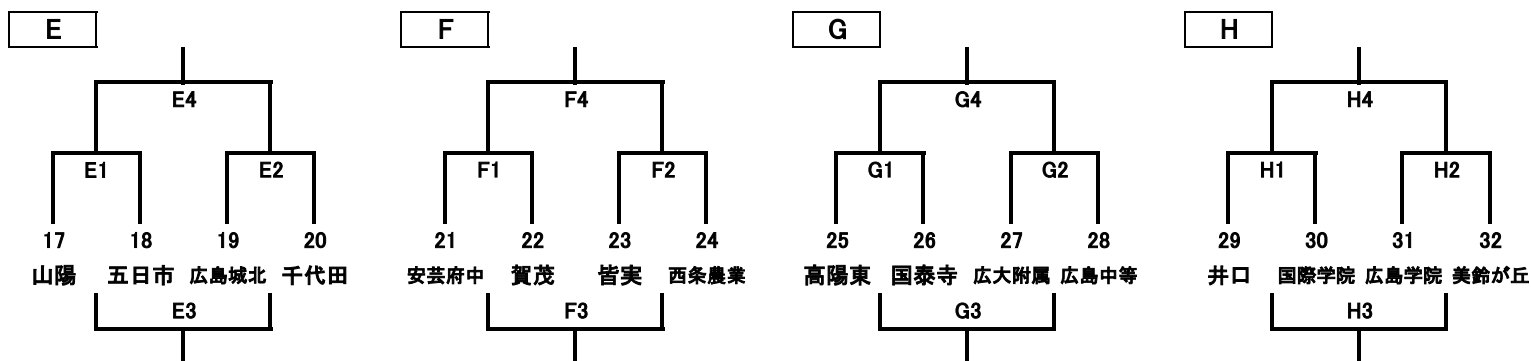 E F G H
E4 F4 G4 H4
E1 E2 F1 F2 G1 G2 H1 H2
17 18 19 20 21 22 23 24 25 26 27 28 29 30 31 32
山陽 五日市 広島城北 千代田 安芸府中 賀茂 皆実 西条農業 高陽東 国泰寺 広大附属 広島中等 井口 国際学院 広島学院 美鈴が丘
E3 F3 G3 H3